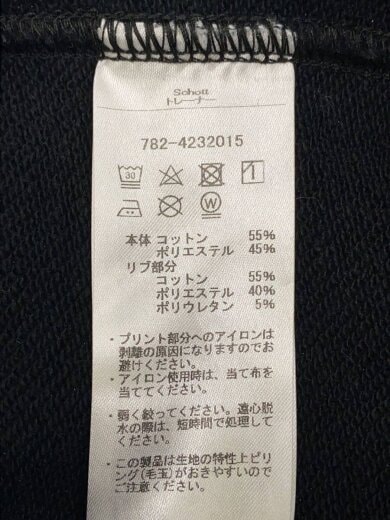 Schott
トレーナー
782-4232015
30
W
本体 コットン 55%
ポリエステル 45%
リブ部分
コットン 55%
ポリエステル 40%
ポリウレタン 5%
・プリント部分へのアイロンは
剥離の原因になりますのでお
避けください。
・アイロン使用時は、当て布を
当ててください。
・弱く絞ってください。遠心脱
水の際は、短時間で処理して
ください。
・この製品は生地の特性上ピリ
ング(毛玉)がおきやすいので
ご注意ください。